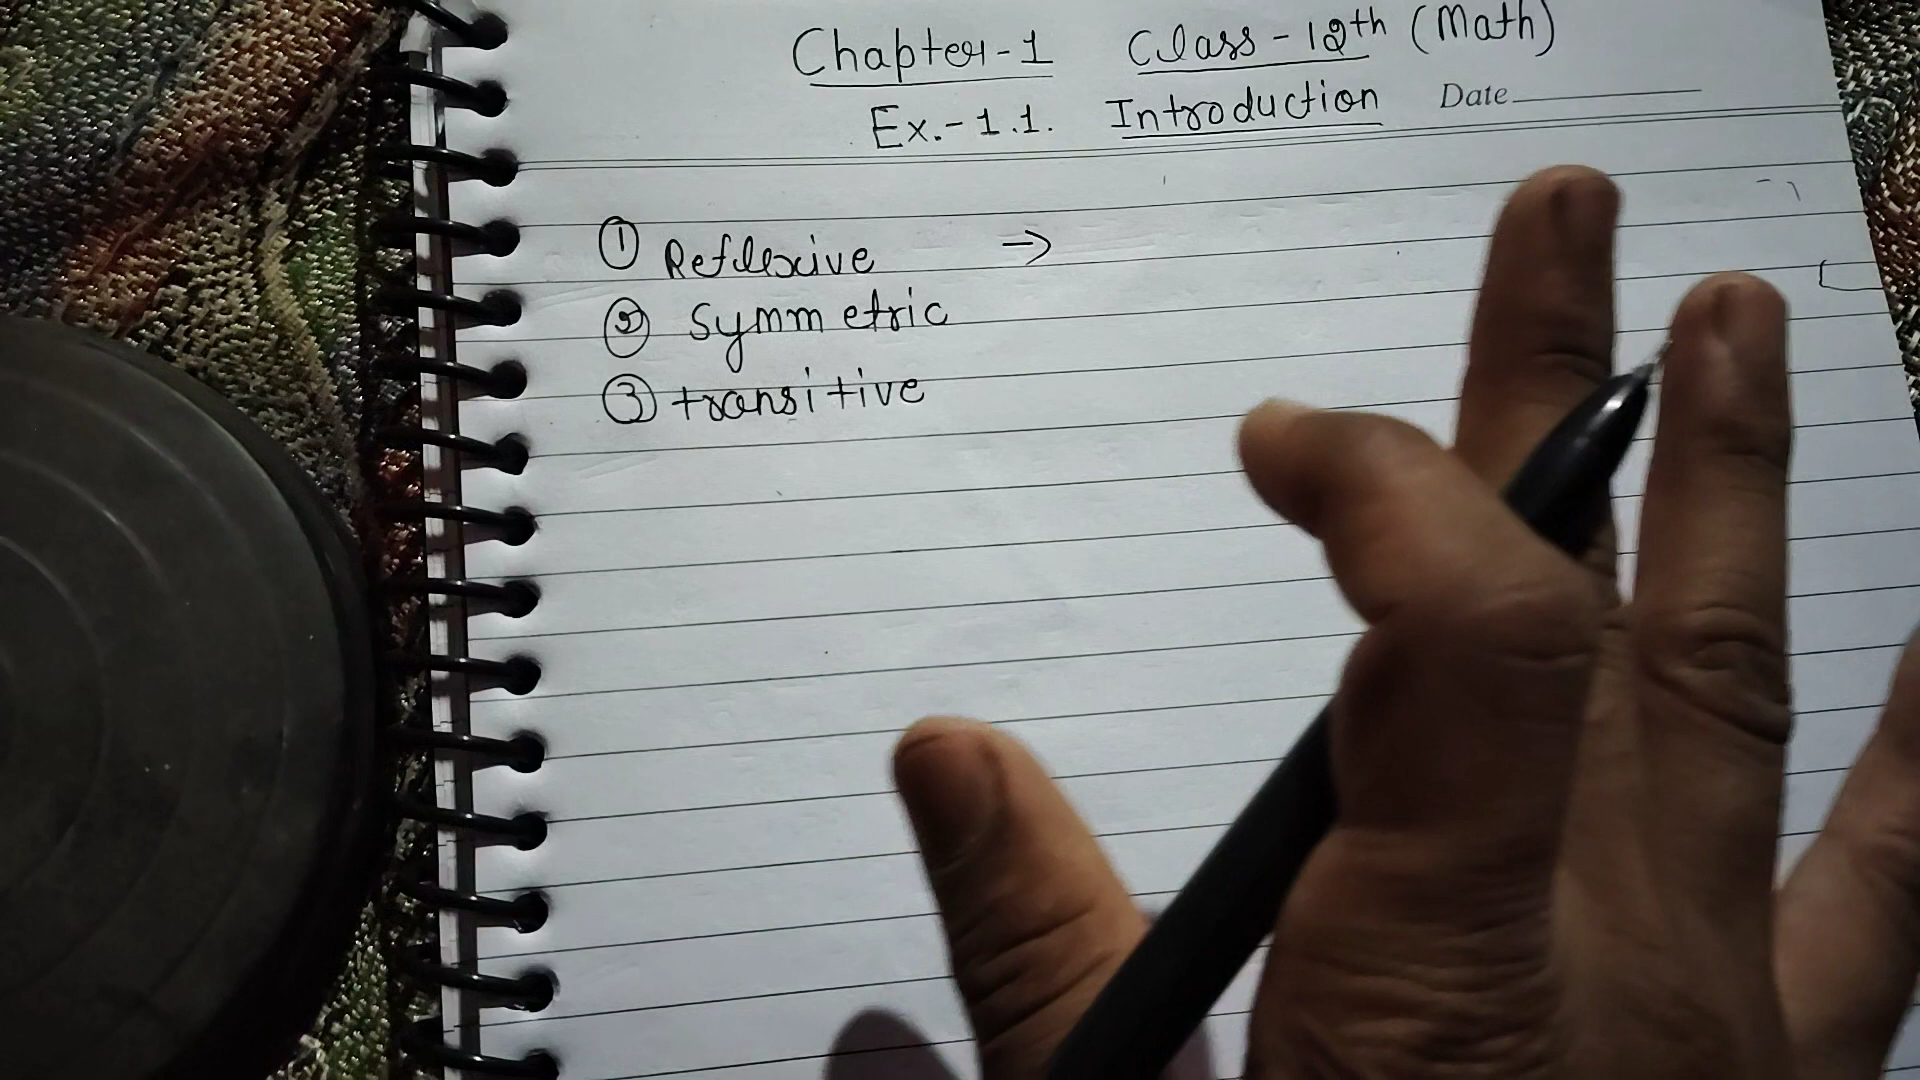 Chapter-1 Class-12th (Math)
Ex.-1.1. Introduction Date
① Reflexive →
② Symmetric
③ transitive